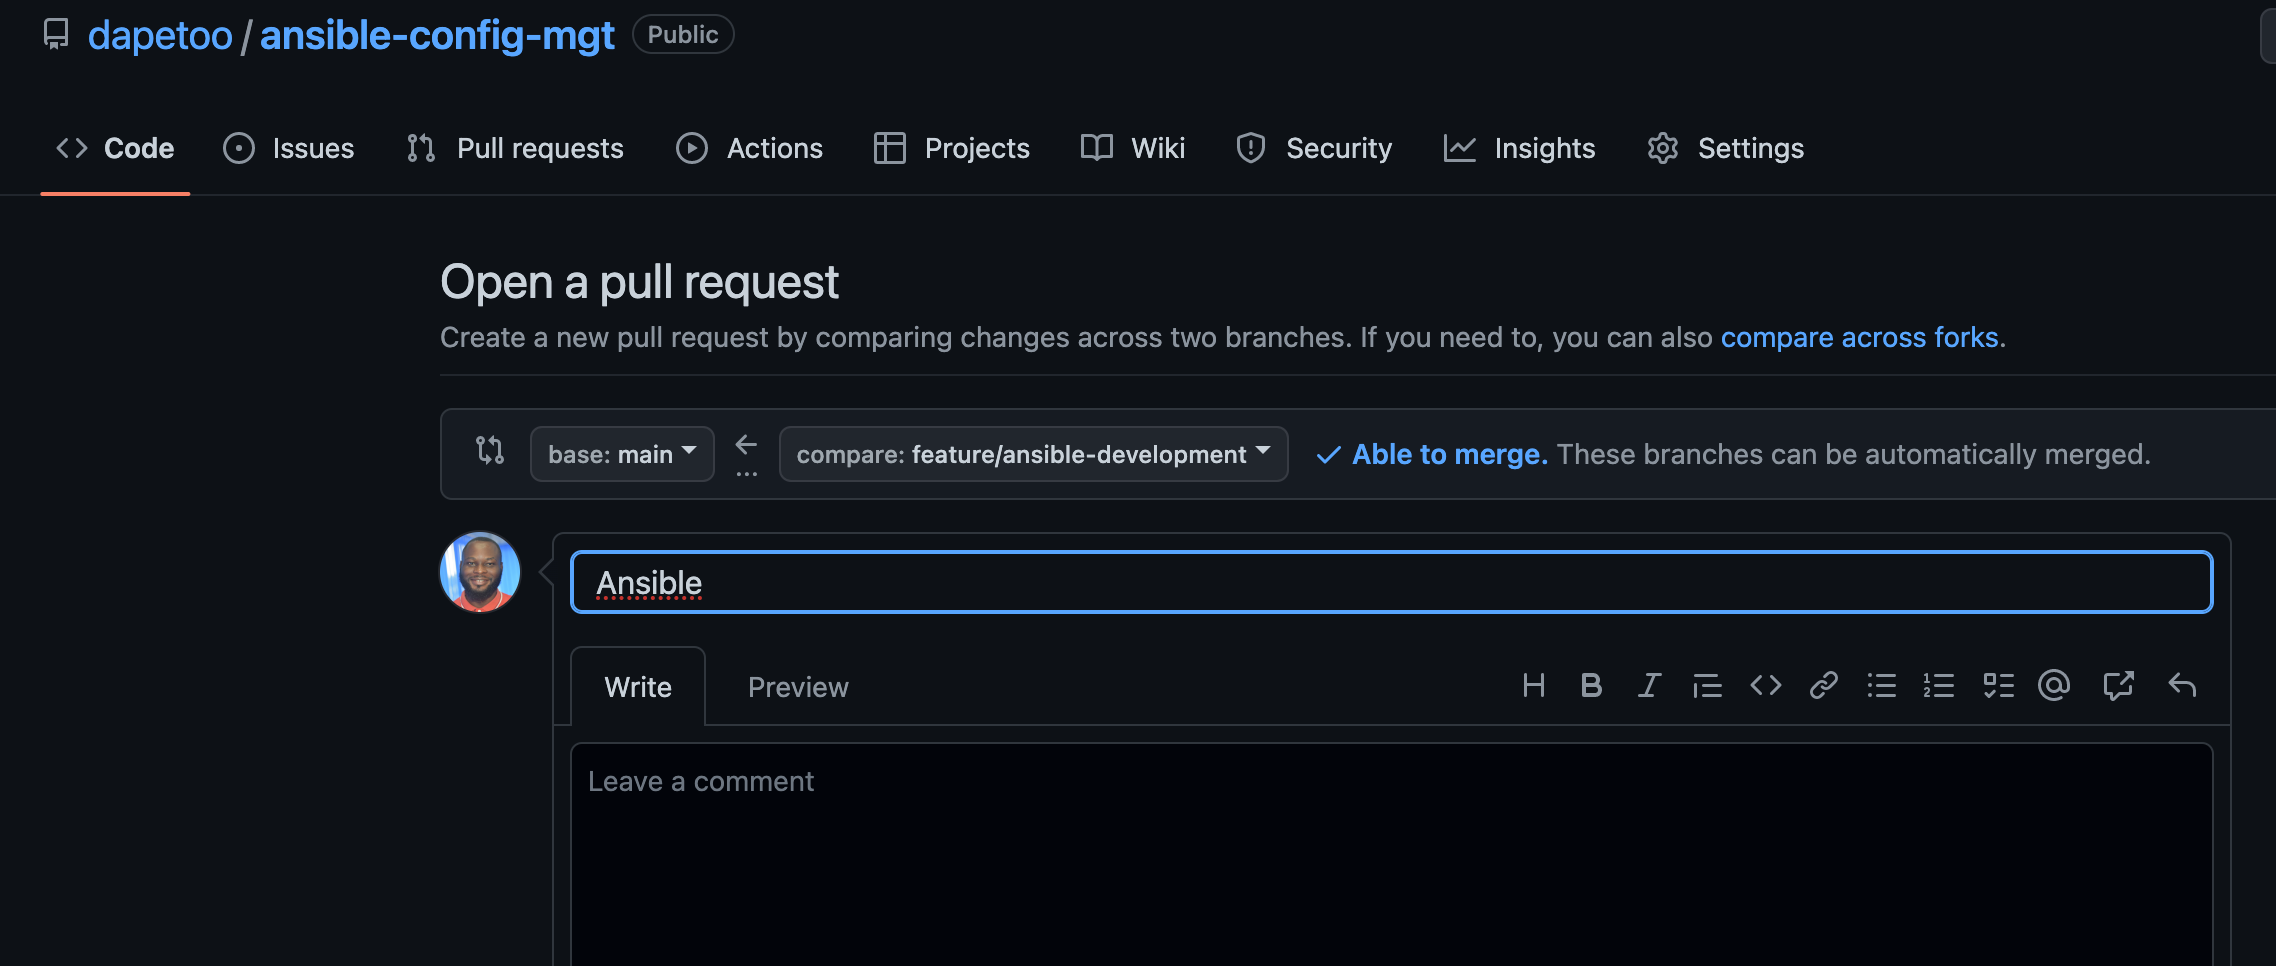 dapetoo / ansible-config-mgt Public
Code Issues Pull requests Actions Projects Wiki Security Insights Settings
Open a pull request
Create a new pull request by comparing changes across two branches. If you need to, you can also compare across forks.
base: main compare: feature/ansible-development Able to merge. These branches can be automatically merged.
Ansible
Write Preview
Leave a comment